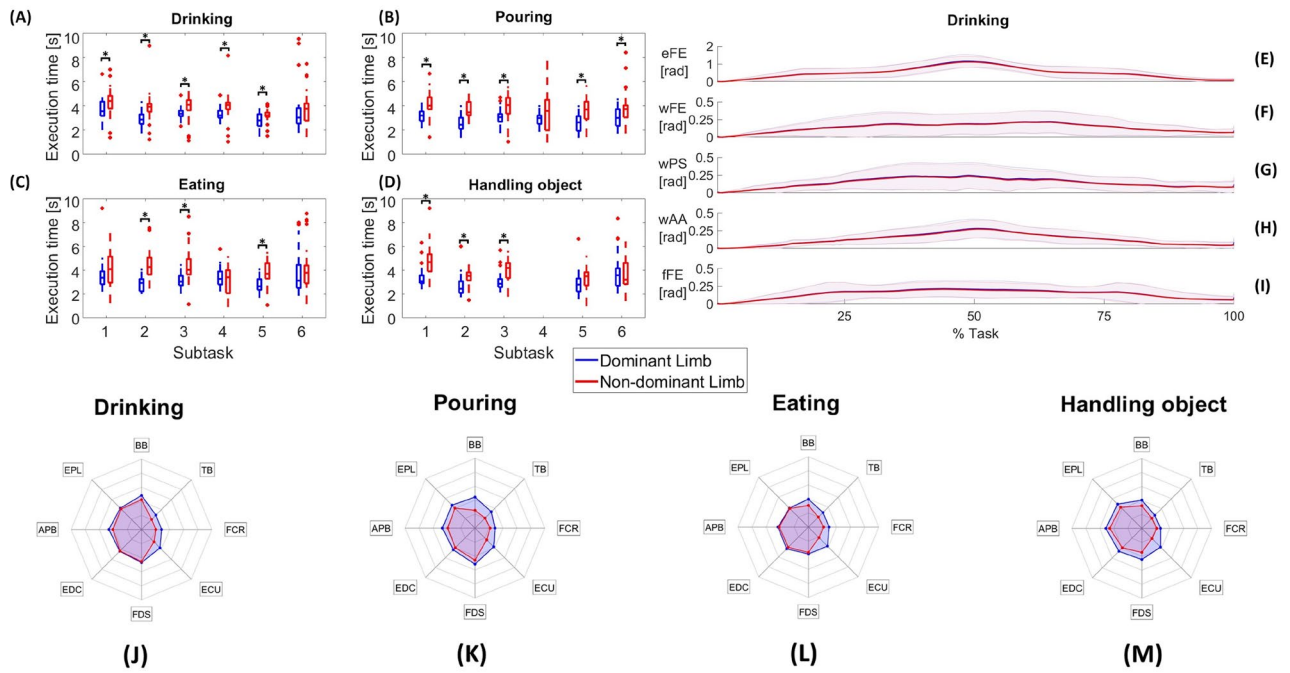 (A)
Drinking
Execution time [s]
10
8
6
4
2
0
* * * * *
(B)
Pouring
Execution time [s]
10
8
6
4
2
0
* * * * *
(C)
Eating
Execution time [s]
10
8
6
4
2
0
* * * *
1 2 3 4 5 6
Subtask
(D)
Handling object
Execution time [s]
10
8
6
4
2
0
* * *
1 2 3 4 5 6
Subtask
Dominant Limb
Non-dominant Limb
Drinking
eFE
[rad]
2
1
0
(E)
wFE
[rad]
0.5
0.25
0
(F)
wPS
[rad]
0.5
0.25
0
(G)
wAA
[rad]
0.5
0.25
0
(H)
fFE
[rad]
0.5
0.25
0
(I)
25 50 75 100
% Task
Drinking
BB
EPL TB
APB FCR
EDC ECU
FDS
(J)
Pouring
BB
EPL TB
APB FCR
EDC ECU
FDS
(K)
Eating
BB
EPL TB
APB FCR
EDC ECU
FDS
(L)
Handling object
BB
EPL TB
APB FCR
EDC ECU
FDS
(M)